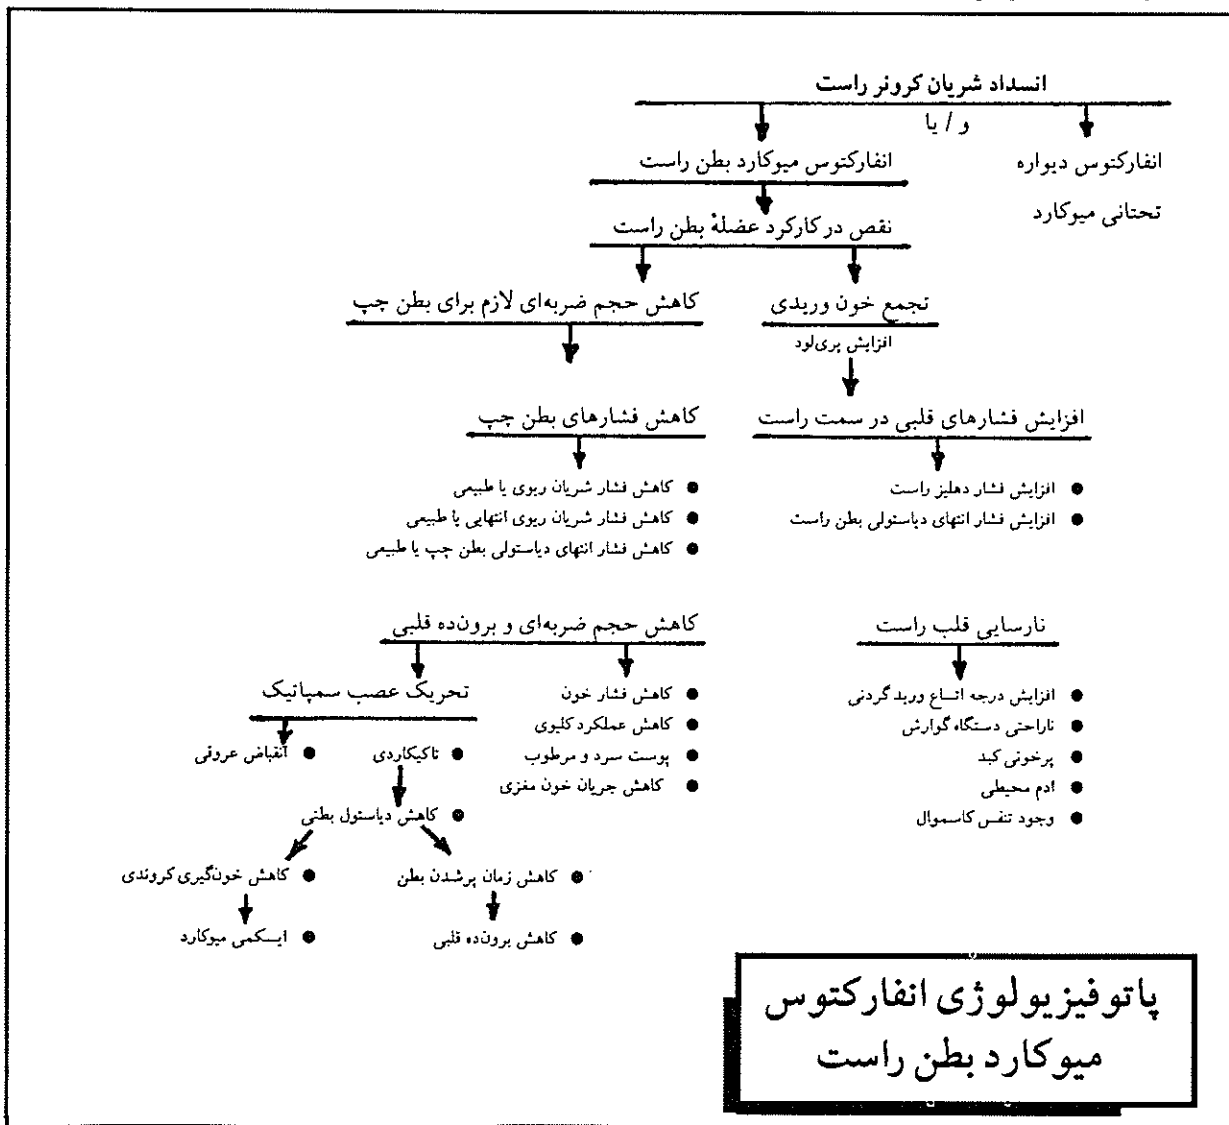 انسداد شریان کرونر راست
و / یا
انفارکتوس میوکارد بطن راست
انفارکتوس دیواره
تحتانی میوکارد
نقص در کارکرد عضلهٔ بطن راست
تجمع خون وریدی
افزایش پری‌لود
کاهش حجم ضربه‌ای لازم برای بطن چپ
افزایش فشارهای قلبی در سمت راست
● افزایش فشار دهلیز راست
● افزایش فشار انتهای دیاستولی بطن راست
کاهش فشارهای بطن چپ
● کاهش فشار شریان ریوی یا طبیعی
● کاهش فشار شریان ریوی انتهایی یا طبیعی
● کاهش فشار انتهای دیاستولی بطن چپ یا طبیعی
نارسایی قلب راست
● افزایش درجه اتساع ورید گردنی
● ناراحتی دستگاه گوارش
● پرخونی کبد
● ادم محیطی
● وجود تنفس کاسموال
کاهش حجم ضربه‌ای و برون‌ده قلبی
● کاهش فشار خون
● کاهش عملکرد کلیوی
● پوست سرد و مرطوب
● کاهش جریان خون مغزی
تحریک عصب سمپاتیک
● تاکیکاردی
● انقباض عروقی
● کاهش دیاستول بطنی
● کاهش زمان پرشدن بطن
● کاهش برون‌ده قلبی
● کاهش خون‌گیری کروندی
● ایسکمی میوکارد
پاتوفیزیولوژی انفارکتوس
میوکارد بطن راست